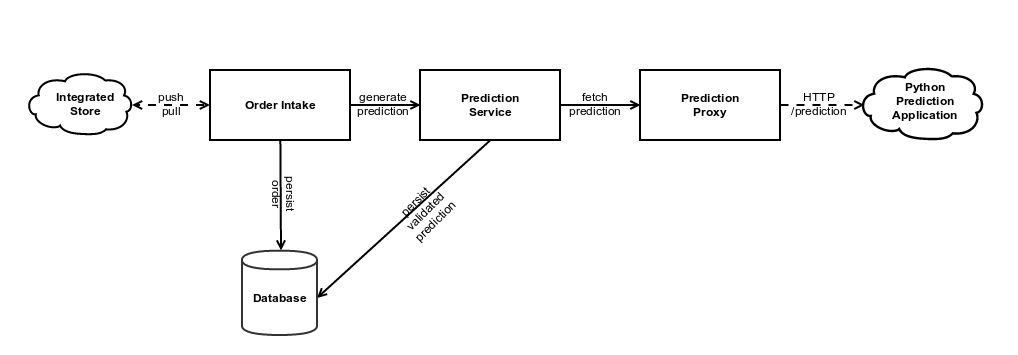 Integrated
Store
push
pull
Order Intake
generate
prediction
Prediction
Service
fetch
prediction
Prediction
Proxy
HTTP
/prediction
Python
Prediction
Application
persist
order
persist
validated
prediction
Database